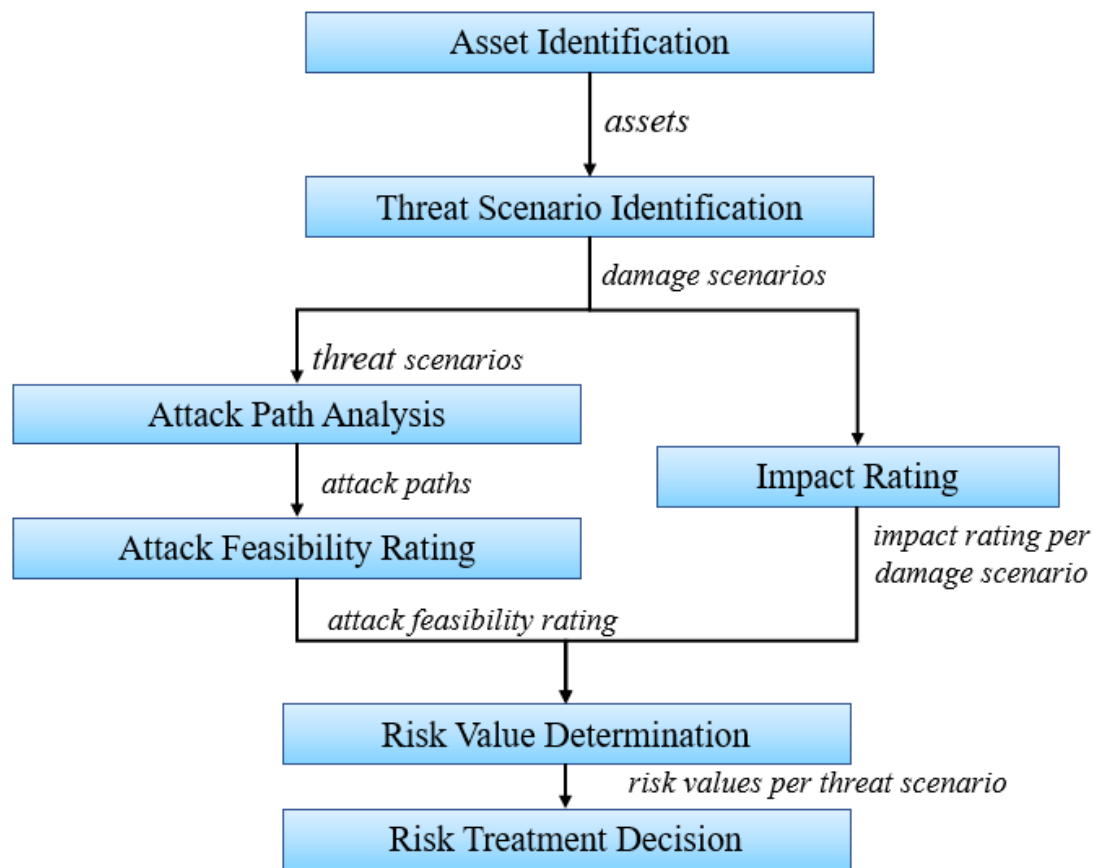 Asset Identification
assets
Threat Scenario Identification
damage scenarios
threat scenarios
Attack Path Analysis
attack paths
Impact Rating
Attack Feasibility Rating
impact rating per
damage scenario
attack feasibility rating
Risk Value Determination
risk values per threat scenario
Risk Treatment Decision